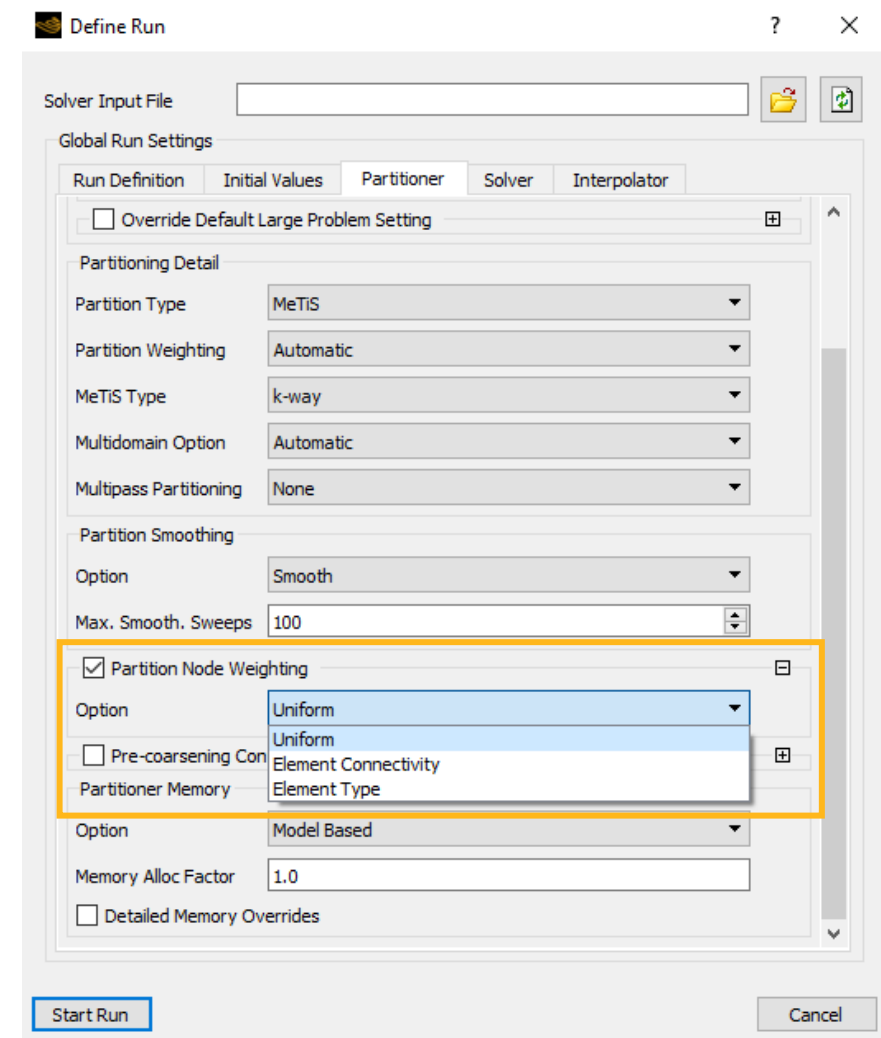 Define Run
?
Solver Input File
Global Run Settings
Run Definition Initial Values Partitioner Solver Interpolator
Override Default Large Problem Setting
Partitioning Detail
Partition Type MeTiS
Partition Weighting Automatic
MeTiS Type k-way
Multidomain Option Automatic
Multipass Partitioning None
Partition Smoothing
Option Smooth
Max. Smooth. Sweeps 100
Partition Node Weighting
Option Uniform
Uniform
Pre-coarsening Con
Element Connectivity
Partitioner Memory
Element Type
Option Model Based
Memory Alloc Factor 1.0
Detailed Memory Overrides
Start Run Cancel